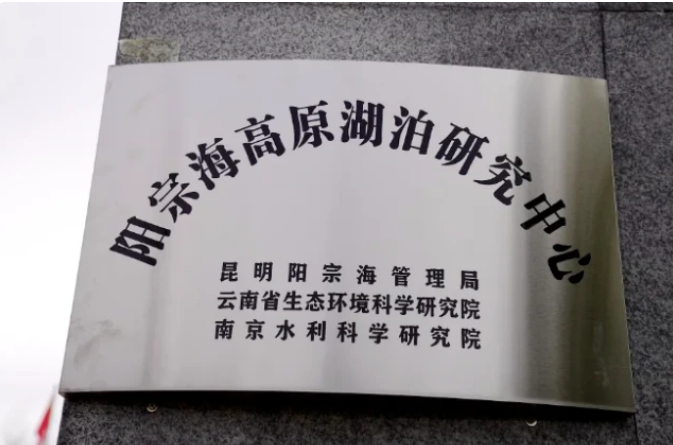 阳宗海高原湖泊研究中心
昆明阳宗海管理局
云南省生态环境科学研究院
南京水利科学研究院